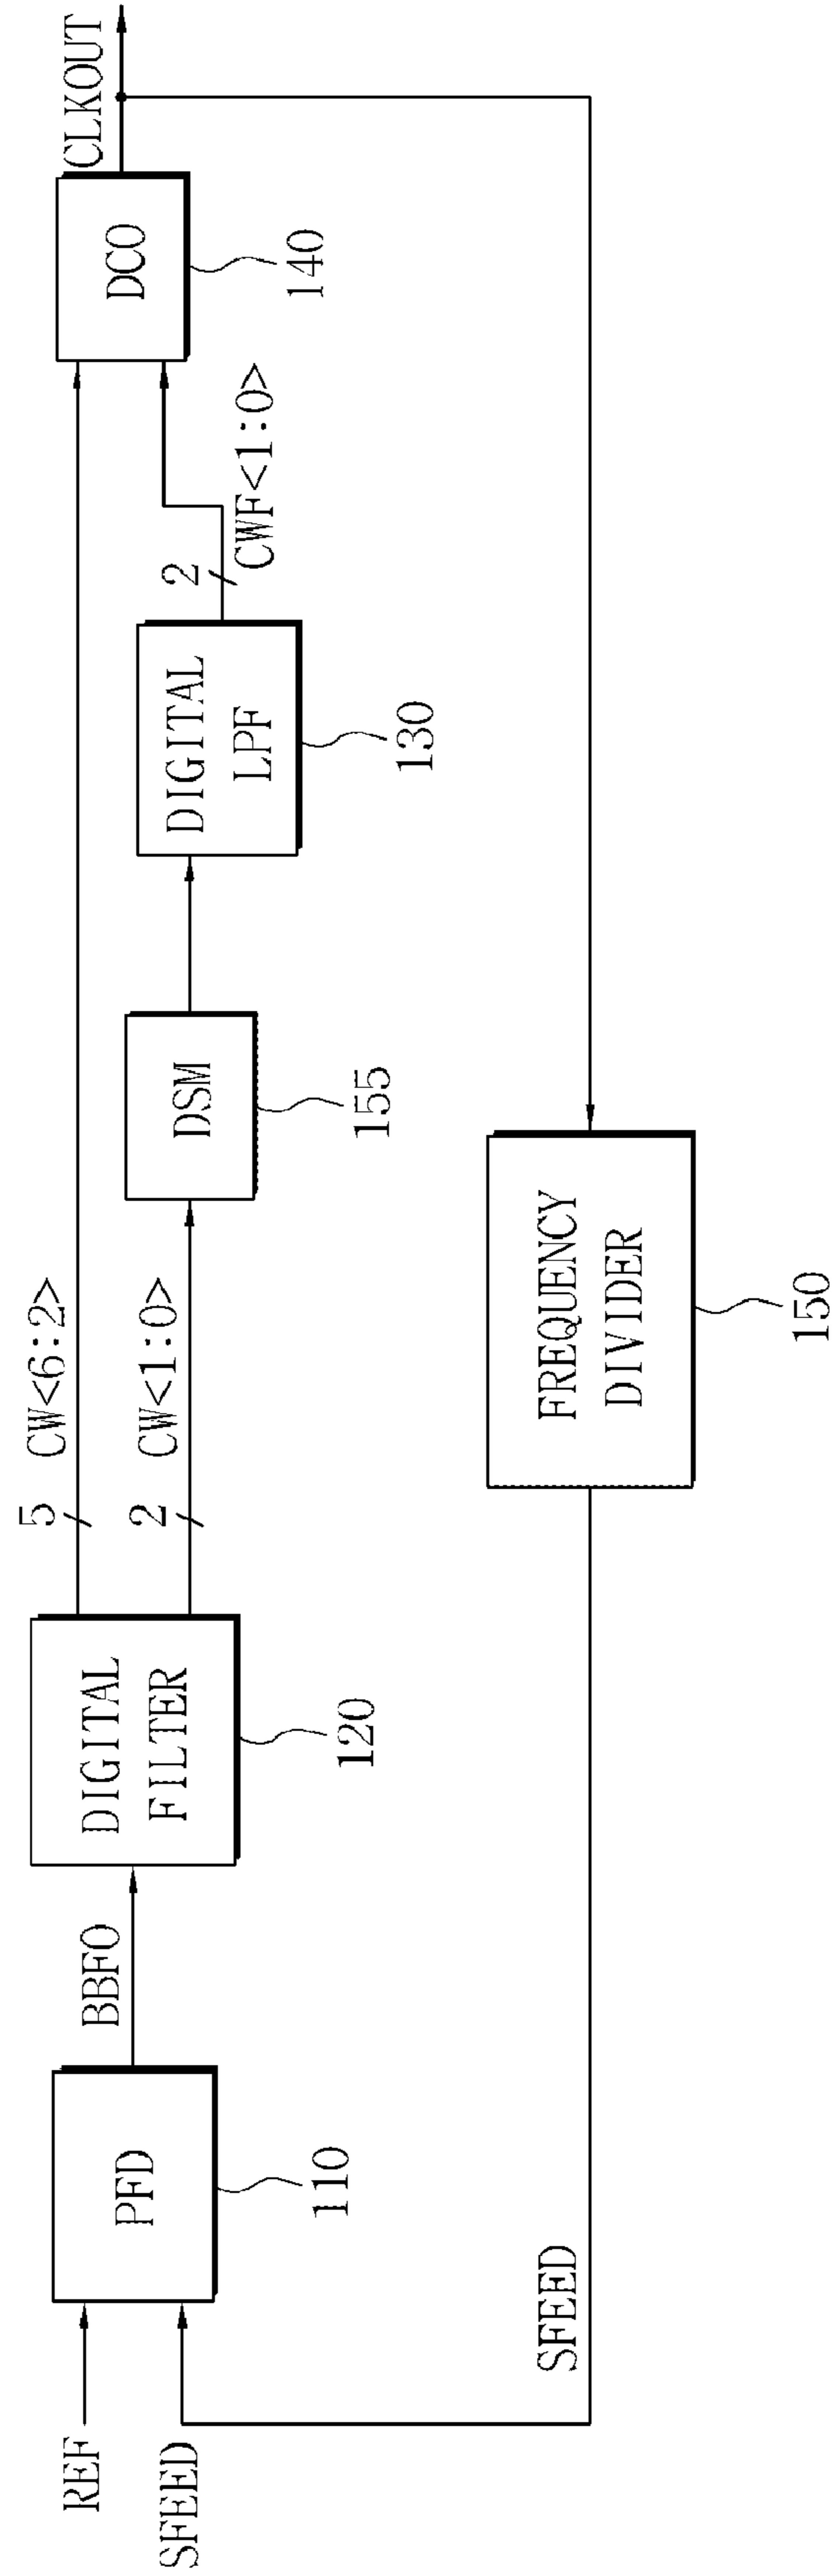 REF
SFEED
PFD
110
BBFO
DIGITAL
FILTER
120
5
CW<6:2>
2
CW<1:0>
DSM
155
DIGITAL
LPF
130
2
CWF<1:0>
DCO
140
CLKOUT
FREQUENCY
DIVIDER
150
SFEED